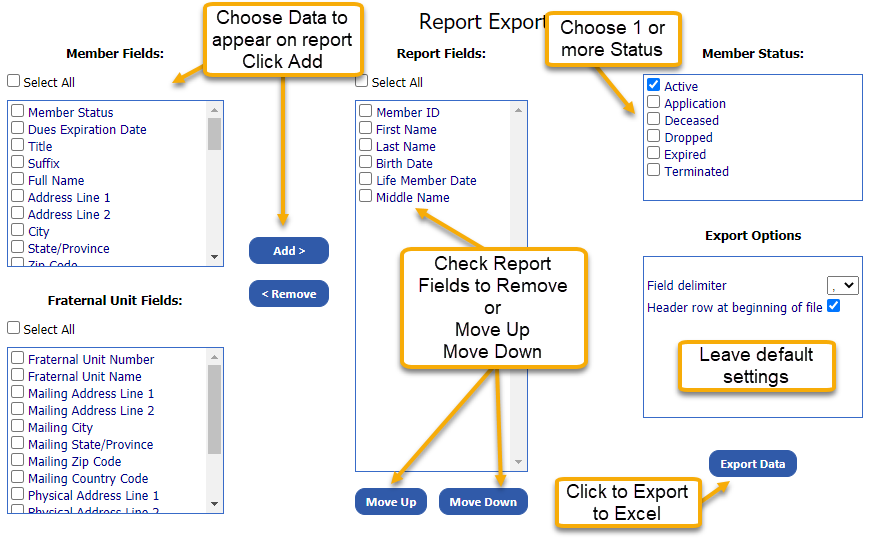 Report Export
Choose Data to
appear on report
Click Add
Choose 1 or
more Status
Member Fields:
Select All
Member Status
Dues Expiration Date
Title
Suffix
Full Name
Address Line 1
Address Line 2
City
State/Province
Zip Code
Fraternal Unit Fields:
Select All
Fraternal Unit Number
Fraternal Unit Name
Mailing Address Line 1
Mailing Address Line 2
Mailing City
Mailing State/Province
Mailing Zip Code
Mailing Country Code
Physical Address Line 1
Physical Address Line 2
Add >
< Remove
Report Fields:
Select All
Member ID
First Name
Last Name
Birth Date
Life Member Date
Middle Name
Check Report
Fields to Remove
or
Move Up
Move Down
Move Up
Move Down
Member Status:
Active
Application
Deceased
Dropped
Expired
Terminated
Export Options
Field delimiter ,
Header row at beginning of file
Leave default
settings
Export Data
Click to Export
to Excel